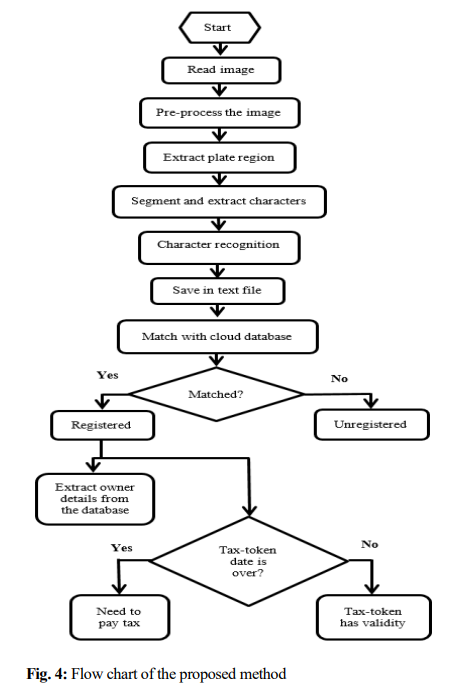 Start
Read image
Pre-process the image
Extract plate region
Segment and extract characters
Character recognition
Save in text file
Match with cloud database
Yes
No
Matched?
Registered
Unregistered
Extract owner
details from
the database
Yes
No
Tax-token
date is
over?
Need to
pay tax
Tax-token
has validity
Fig. 4: Flow chart of the proposed method